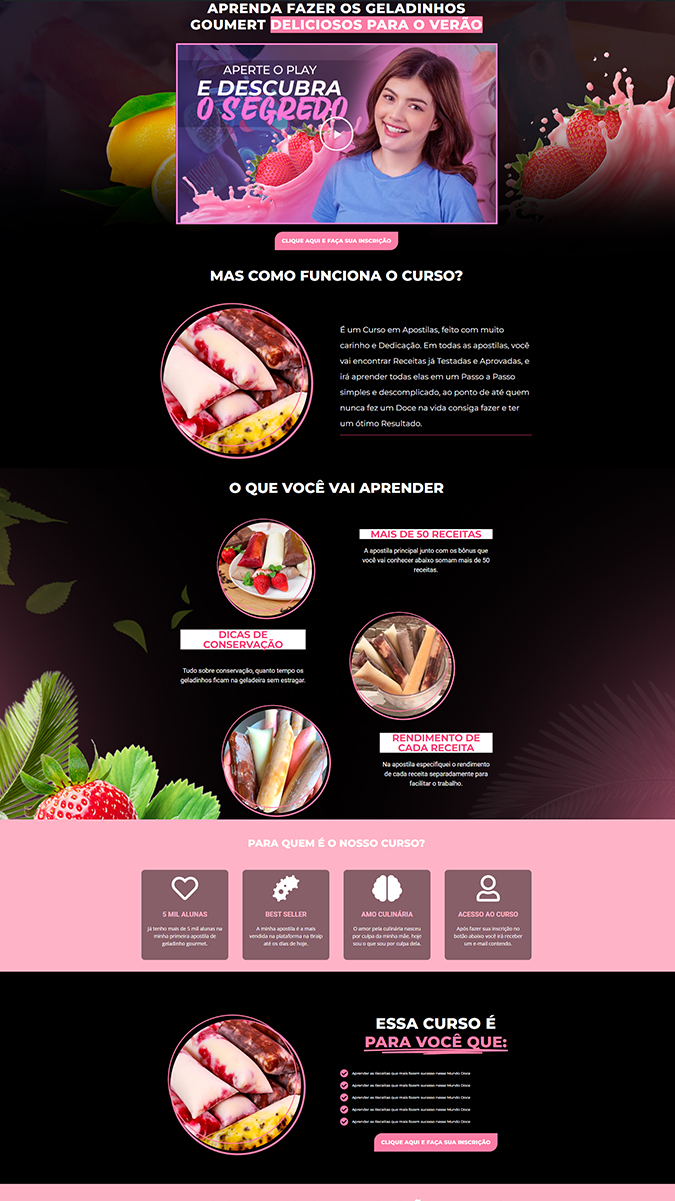 APRENDA FAZER OS GELADINHOS
GOUMERT DELICIOSOS PARA O VERÃO
APERTE O PLAY
E DESCUBRA
O SEGREDO
CLIQUE AQUI E FAÇA SUA INSCRIÇÃO
MAS COMO FUNCIONA O CURSO?
É um Curso em Apostilas, feito com muito
carinho e Dedicação. Em todas as apostilas, você
vai encontrar Receitas já Testadas e Aprovadas, e
irá aprender todas elas em um Passo a Passo
simples e descomplicado, ao ponto de até quem
nunca fez um Doce na vida consiga fazer e ter
um ótimo Resultado.
O QUE VOCÊ VAI APRENDER
MAIS DE 50 RECEITAS
A apostila principal junto com os bônus que
você vai conhecer abaixo somam mais de 50
receitas.
DICAS DE
CONSERVAÇÃO
Tudo sobre conservação, quanto tempo os
geladinhos ficam na geladeira sem estragar.
RENDIMENTO DE
CADA RECEITA
Na apostila especifiquei o rendimento
de cada receita separadamente para
facilitar o trabalho.
PARA QUEM É O NOSSO CURSO?
5 MIL ALUNAS
Já tenho mais de 5 mil alunas na
minha primeira apostila de
geladinho gourmet.
BEST SELLER
A minha apostila é a mais
vendida na plataforma na Braip
até os dias de hoje.
AMO CULINÁRIA
O amor pela culinária nasceu
por culpa da minha mãe, hoje
sou o que sou por culpa dela.
ACESSO AO CURSO
Após fazer sua inscrição no
botão abaixo você irá receber
um e-mail contendo.
ESSA CURSO É
PARA VOCÊ QUE:
Aprender as Receitas que mais fazem sucesso nesse Mundo Doce
Aprender as Receitas que mais fazem sucesso nesse Mundo Doce
Aprender as Receitas que mais fazem sucesso nesse Mundo Doce
Aprender as Receitas que mais fazem sucesso nesse Mundo Doce
Aprender as Receitas que mais fazem sucesso nesse Mundo Doce
CLIQUE AQUI E FAÇA SUA INSCRIÇÃO